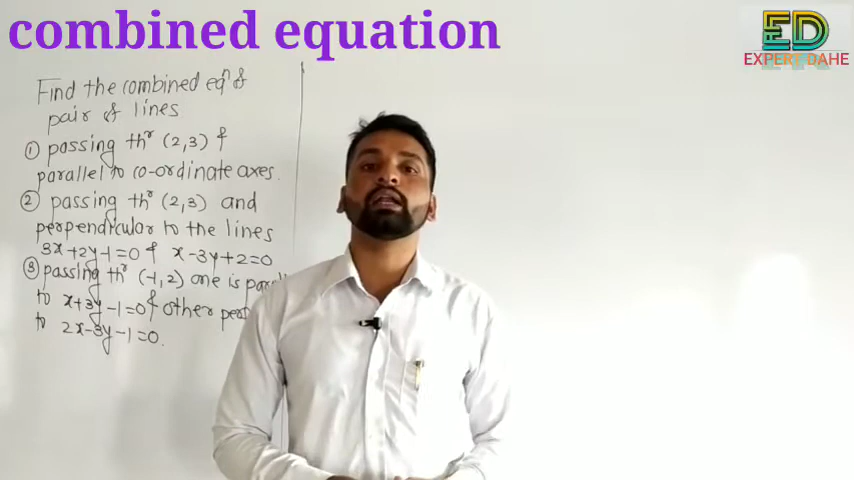 combined equation
ED
EXPERT DAHE
Find the combined eqⁿ of
pair of lines
① passing thʳ (2,3) &
parallel to co-ordinate axes.
② passing thʳ (2,3) and
perpendicular to the lines
3x+2y-1=0 & x-3y+2=0
③ passing thʳ (-1,2) one is
to x+3y-1=0 & other
to 2x-3y-1=0.